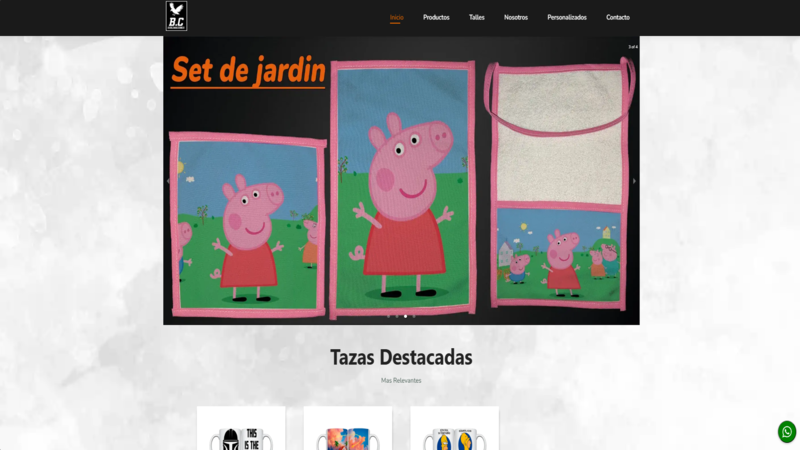 B.C
Inicio
Productos
Talles
Nosotros
Personalizados
Contacto
3 of 4
Set de jardin
Tazas Destacadas
Mas Relevantes
THIS
IS THE